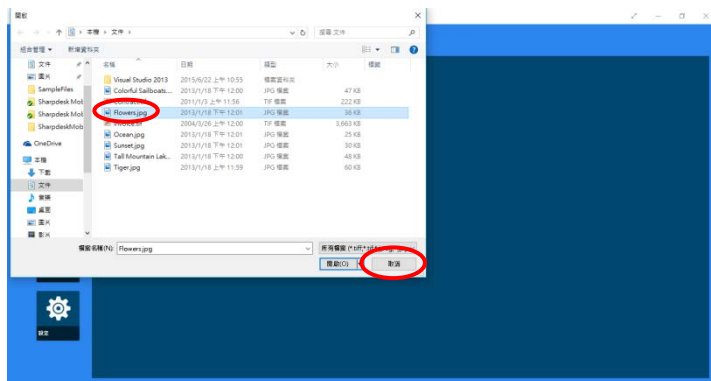 開啟
本機 › 文件 ›
搜尋 文件
組合管理 ▾ 新增資料夾
文件
圖片
SampleFiles
Sharpdesk Mob
Sharpdesk Mob
SharpdeskMob
OneDrive
本機
下載
文件
音樂
桌面
圖片
影片
名稱 日期 類型 大小 標籤
Visual Studio 2013 2015/6/22 上午 10:55 檔案資料夾
Colorful Sailboats... 2013/1/18 下午 12:00 JPG 檔案 47 KB
2011/1/5 上午 11:56 TIF 檔案 222 KB
Flowers.jpg 2013/1/18 下午 12:01 JPG 檔案 38 KB
2004/3/26 上午 12:00 TIF 檔案 3,663 KB
Ocean.jpg 2013/1/18 下午 12:01 JPG 檔案 25 KB
Sunset.jpg 2013/1/18 下午 12:01 JPG 檔案 30 KB
Tall Mountain Lak... 2013/1/18 下午 12:00 JPG 檔案 48 KB
Tiger.jpg 2013/1/18 上午 11:59 JPG 檔案 60 KB
檔案名稱(N): Flowers.jpg
所有檔案
開啟(O) 取消
設定